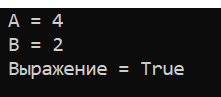 A = 4
B = 2
Выражение = True